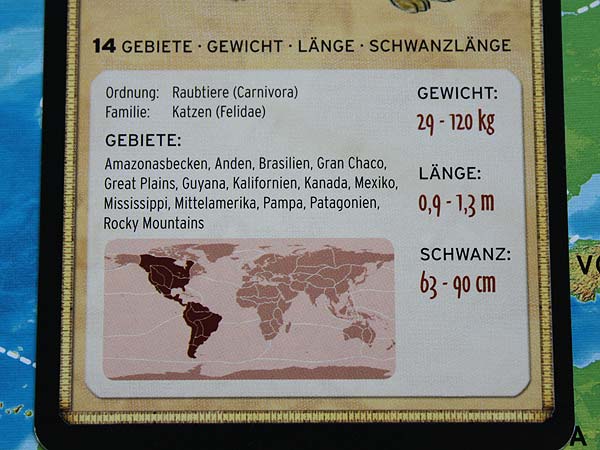 14 GEBIETE · GEWICHT · LÄNGE · SCHWANZLÄNGE
Ordnung: Raubtiere (Carnivora)
Familie: Katzen (Felidae)
GEBIETE:
Amazonasbecken, Anden, Brasilien, Gran Chaco,
Great Plains, Guyana, Kalifornien, Kanada, Mexiko,
Mississippi, Mittelamerika, Pampa, Patagonien,
Rocky Mountains
GEWICHT:
29 - 120 kg
LÄNGE:
0,9 - 1,3 m
SCHWANZ:
63 - 90 cm